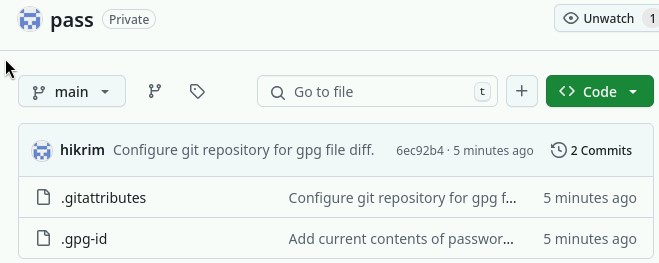 pass Private Unwatch 1
main Go to file t + Code
hikrim Configure git repository for gpg file diff. 6ec92b4 · 5 minutes ago 2 Commits
.gitattributes Configure git repository for gpg f... 5 minutes ago
.gpg-id Add current contents of passwor... 5 minutes ago